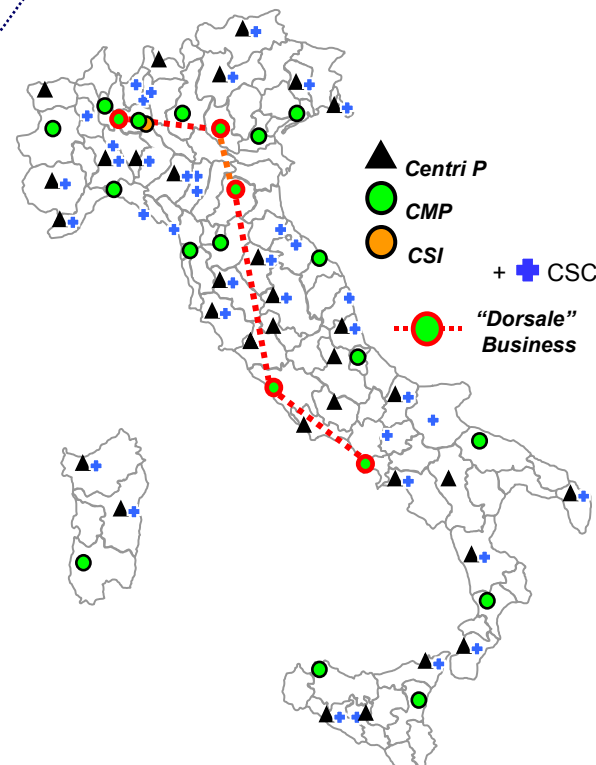 Centri P
CMP
CSI
+ CSC
“Dorsale”
Business